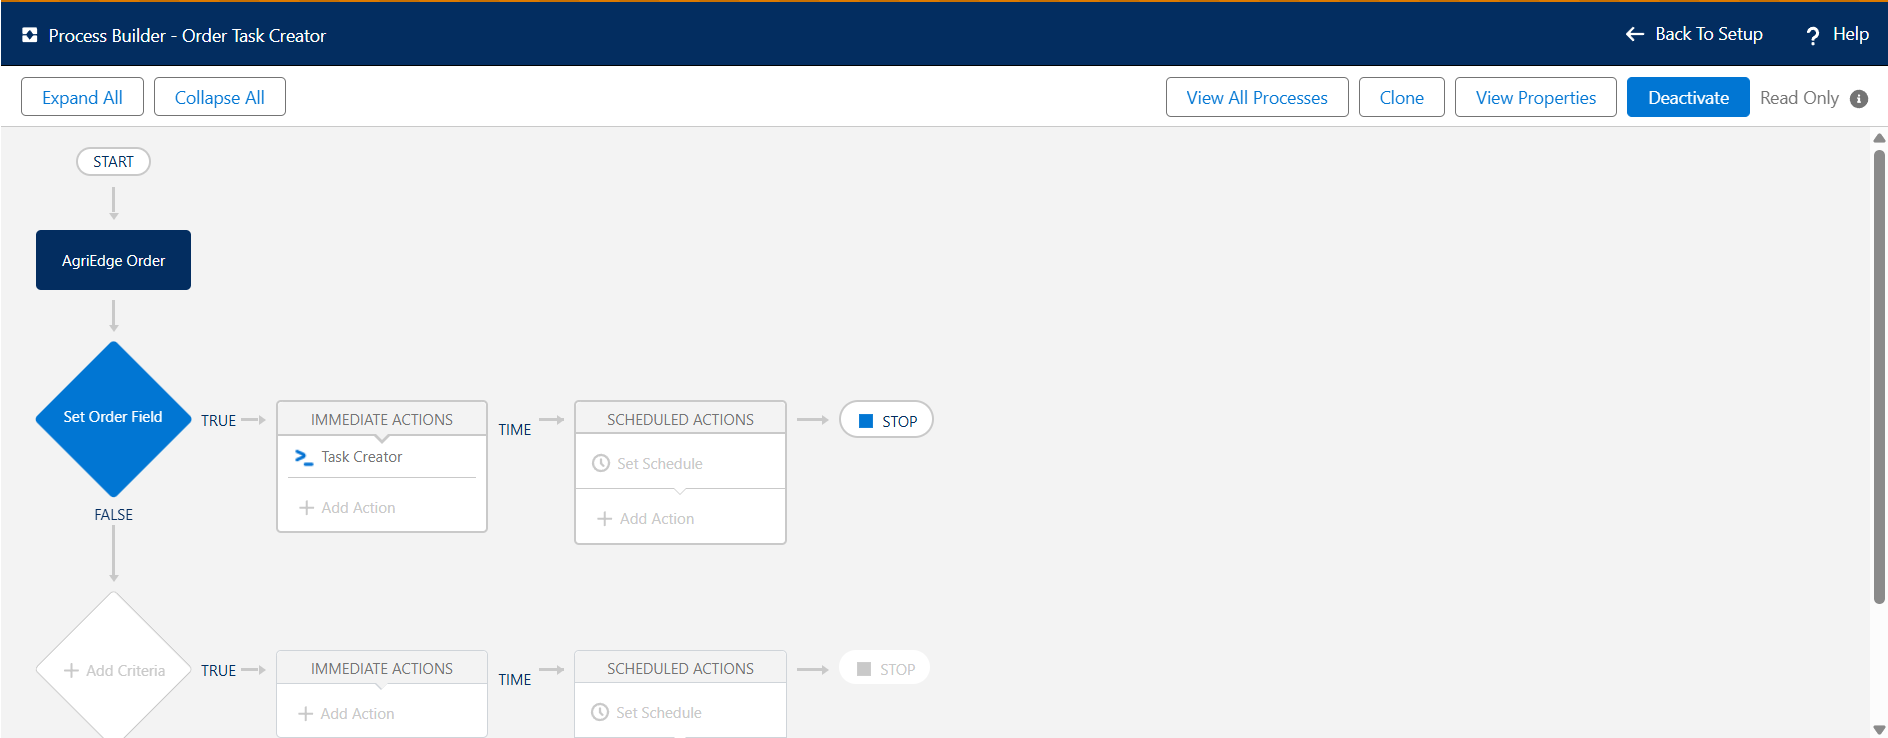 Process Builder - Order Task Creator
Back To Setup
? Help
Expand All
Collapse All
View All Processes
Clone
View Properties
Deactivate
Read Only
START
AgriEdge Order
Set Order Field
TRUE
IMMEDIATE ACTIONS
Task Creator
+ Add Action
TIME
SCHEDULED ACTIONS
Set Schedule
+ Add Action
STOP
FALSE
+ Add Criteria
TRUE
IMMEDIATE ACTIONS
+ Add Action
TIME
SCHEDULED ACTIONS
Set Schedule
STOP